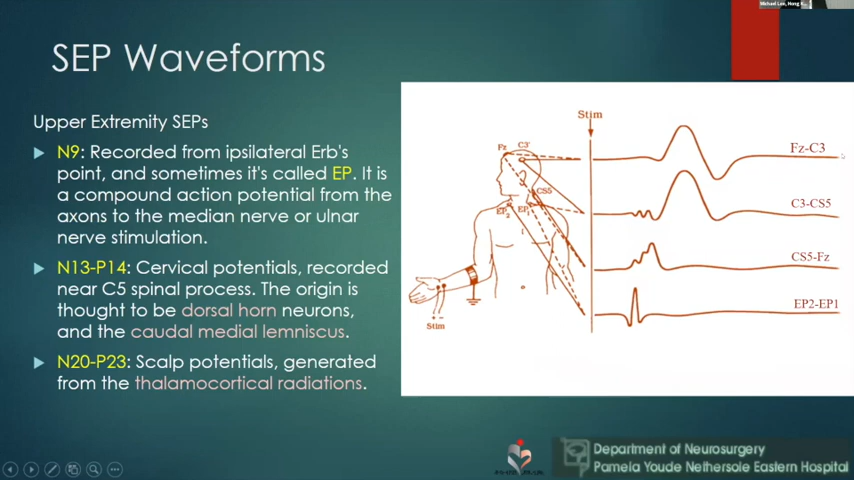 Michael Lee, Hong K...
SEP Waveforms
Upper Extremity SEPs
N9: Recorded from ipsilateral Erb's
point, and sometimes it's called EP. It is
a compound action potential from the
axons to the median nerve or ulnar
nerve stimulation.
N13-P14: Cervical potentials, recorded
near C5 spinal process. The origin is
thought to be dorsal horn neurons,
and the caudal medial lemniscus.
N20-P23: Scalp potentials, generated
from the thalamocortical radiations.
Stim
Fz
C3'
CS5
EP2
EP1
Stim
Fz-C3
C3-CS5
CS5-Fz
EP2-EP1
Department of Neurosurgery
Pamela Youde Nethersole Eastern Hospital